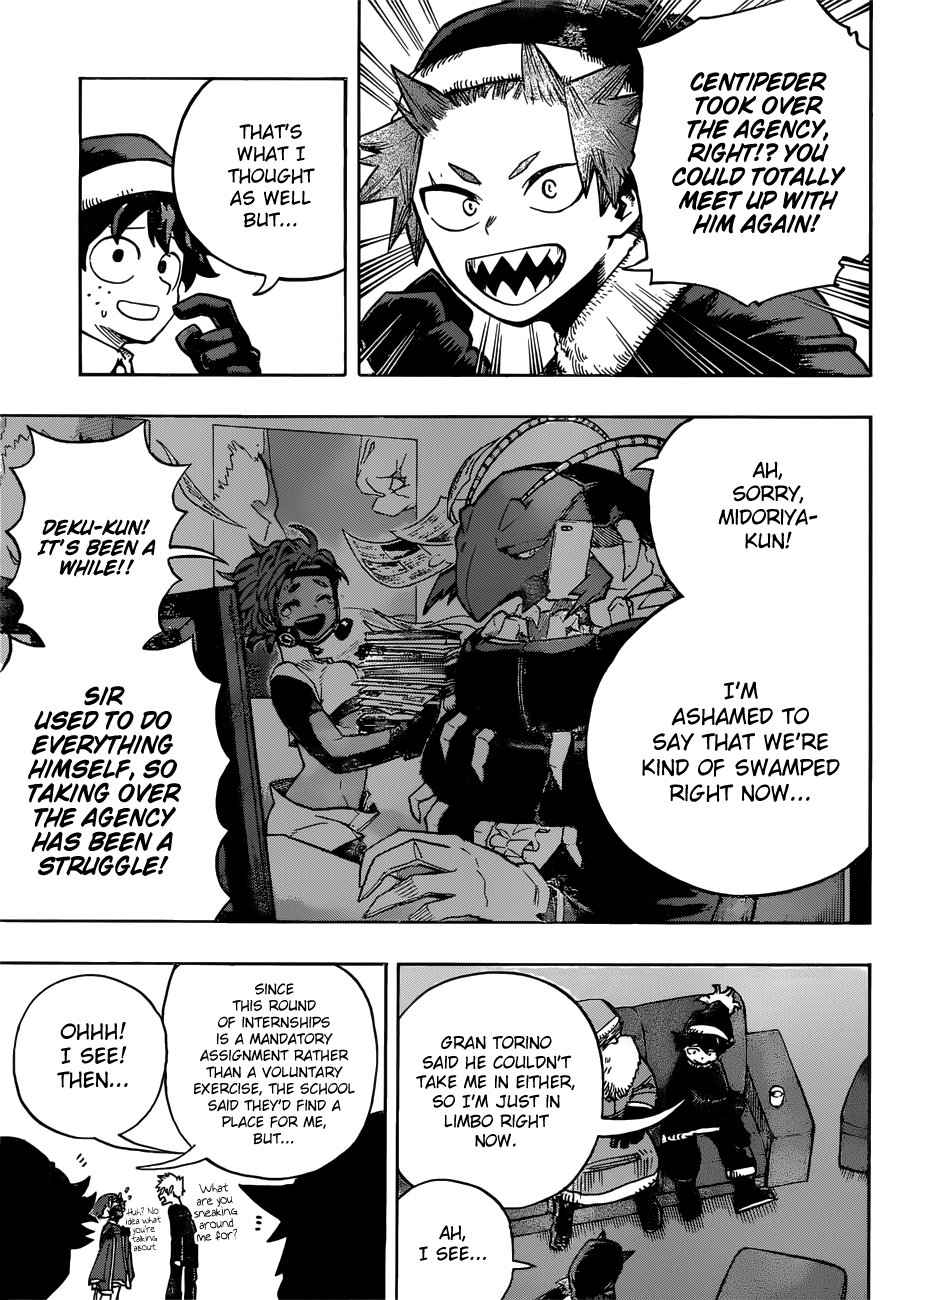 CENTIPEDER
TOOK OVER
THE AGENCY,
RIGHT!? YOU
COULD TOTALLY
MEET UP WITH
HIM AGAIN!
THAT'S
WHAT I
THOUGHT
AS WELL
BUT...
AH,
SORRY,
MIDORIYA-
KUN!
I'M
ASHAMED TO
SAY THAT WE'RE
KIND OF SWAMPED
RIGHT NOW...
DEKU-KUN!
IT'S BEEN A
WHILE!!
SIR
USED TO DO
EVERYTHING
HIMSELF, SO
TAKING OVER
THE AGENCY
HAS BEEN A
STRUGGLE!
GRAN TORINO
SAID HE COULDN'T
TAKE ME IN EITHER,
SO I'M JUST IN
LIMBO RIGHT
NOW.
AH,
I SEE...
SINCE
THIS ROUND
OF INTERNSHIPS
IS A MANDATORY
ASSIGNMENT RATHER
THAN A VOLUNTARY
EXERCISE, THE SCHOOL
SAID THEY'D FIND A
PLACE FOR ME,
BUT...
OHHH!
I SEE!
THEN...
What
are you
sneaking
around
me for?
Huh? No
idea what
you're
talking
about.